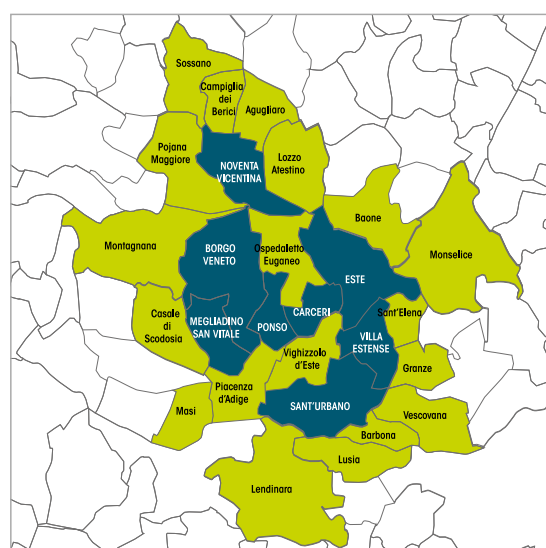 Sossano
Campiglia
dei
Berici
Agugliaro
Pojana
Maggiore
NOVENTA
VICENTINA
Lozzo
Atestino
Baone
Montagnana
BORGO
VENETO
Ospedaletto
Euganeo
Monselice
ESTE
Casale
di
Scodosia
MEGLIADINO
SAN VITALE
PONSO
CARCERI
Sant'Elena
VILLA
ESTENSE
Vighizzolo
d'Este
Granze
Piacenza
d'Adige
Masi
SANT'URBANO
Vescovana
Barbona
Lusia
Lendinara